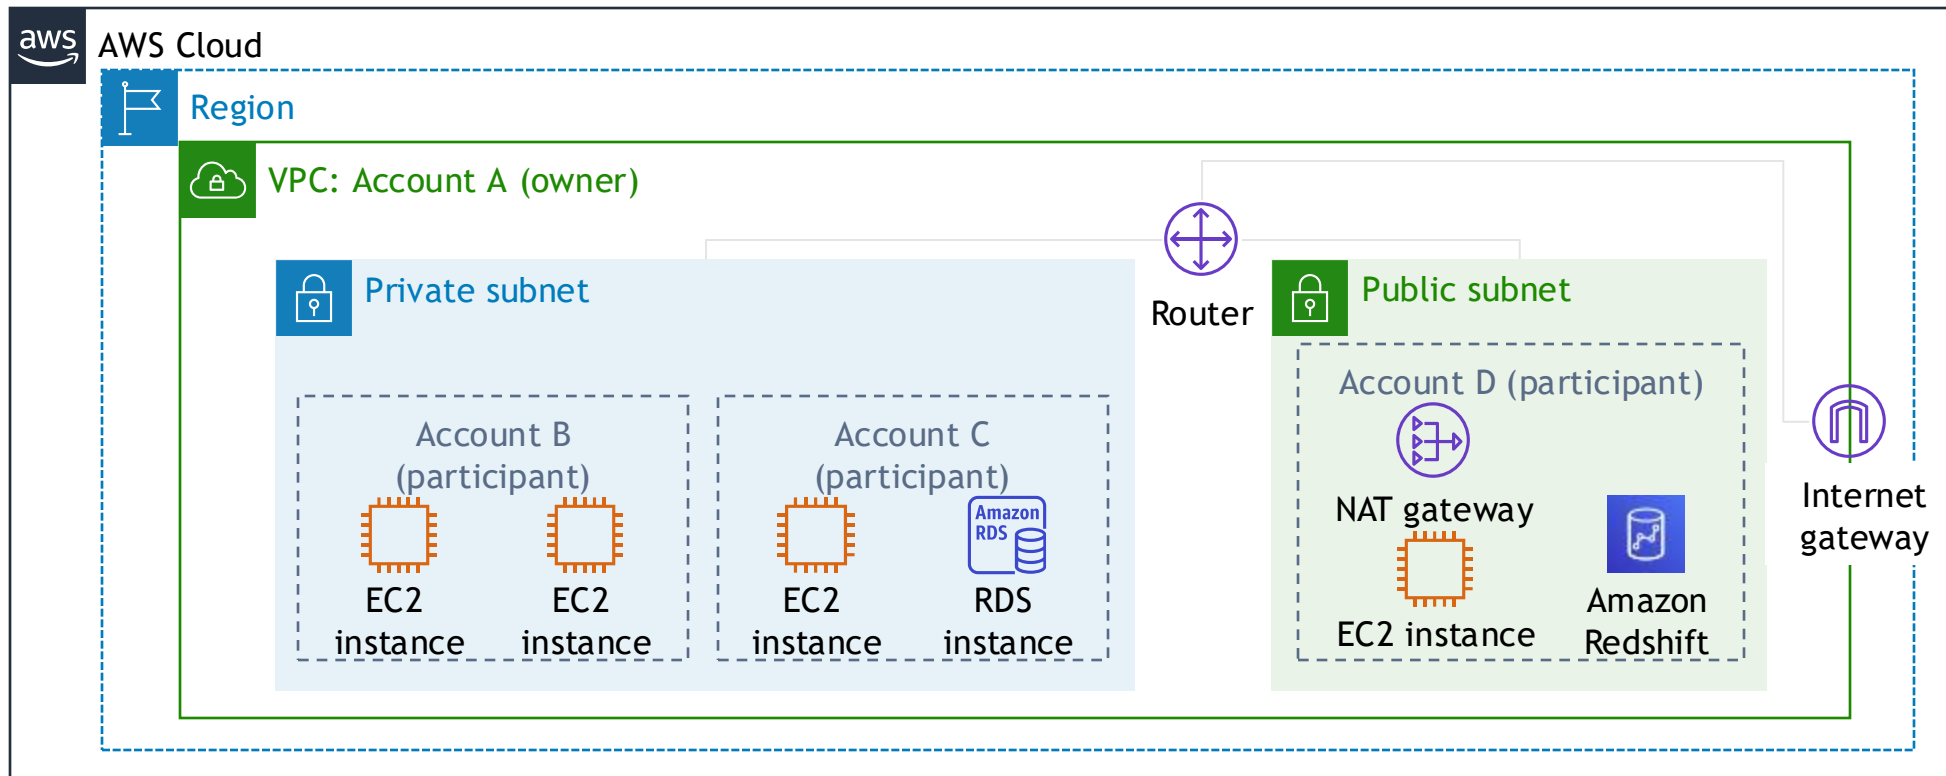 aws
AWS Cloud
Region
VPC: Account A (owner)
Private subnet
Router
Public subnet
Account B
(participant)
EC2
instance
EC2
instance
Account C
(participant)
EC2
instance
Amazon
RDS
RDS
instance
Account D (participant)
NAT gateway
EC2 instance
Amazon
Redshift
Internet
gateway